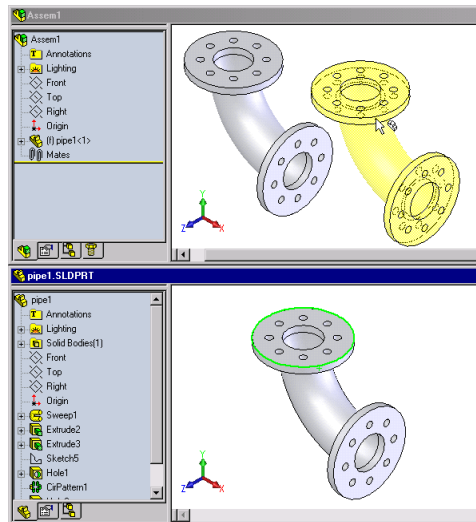 Assem1
Assem1
Annotations
Lighting
Front
Top
Right
Origin
(f) pipe1<1>
Mates
Y
Z
X
pipe1.SLDPRT
pipe1
Annotations
Lighting
Solid Bodies(1)
Front
Top
Right
Origin
Sweep1
Extrude2
Extrude3
Sketch5
Hole1
CirPattern1
Y
Z
X